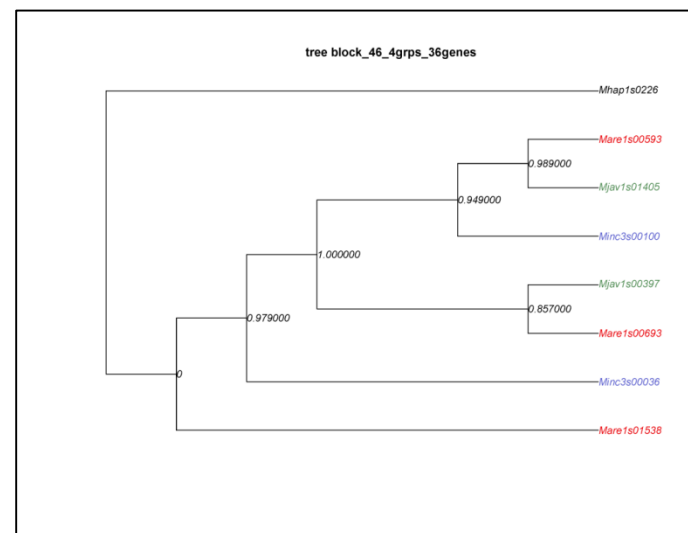 tree block_46_4grps_36genes
Mhap1s0226
Mare1s00593
0.989000
Mjav1s01405
0.949000
Minc3s00100
1.000000
Mjav1s00397
0.857000
0.979000
Mare1s00693
0
Minc3s00036
Mare1s01538